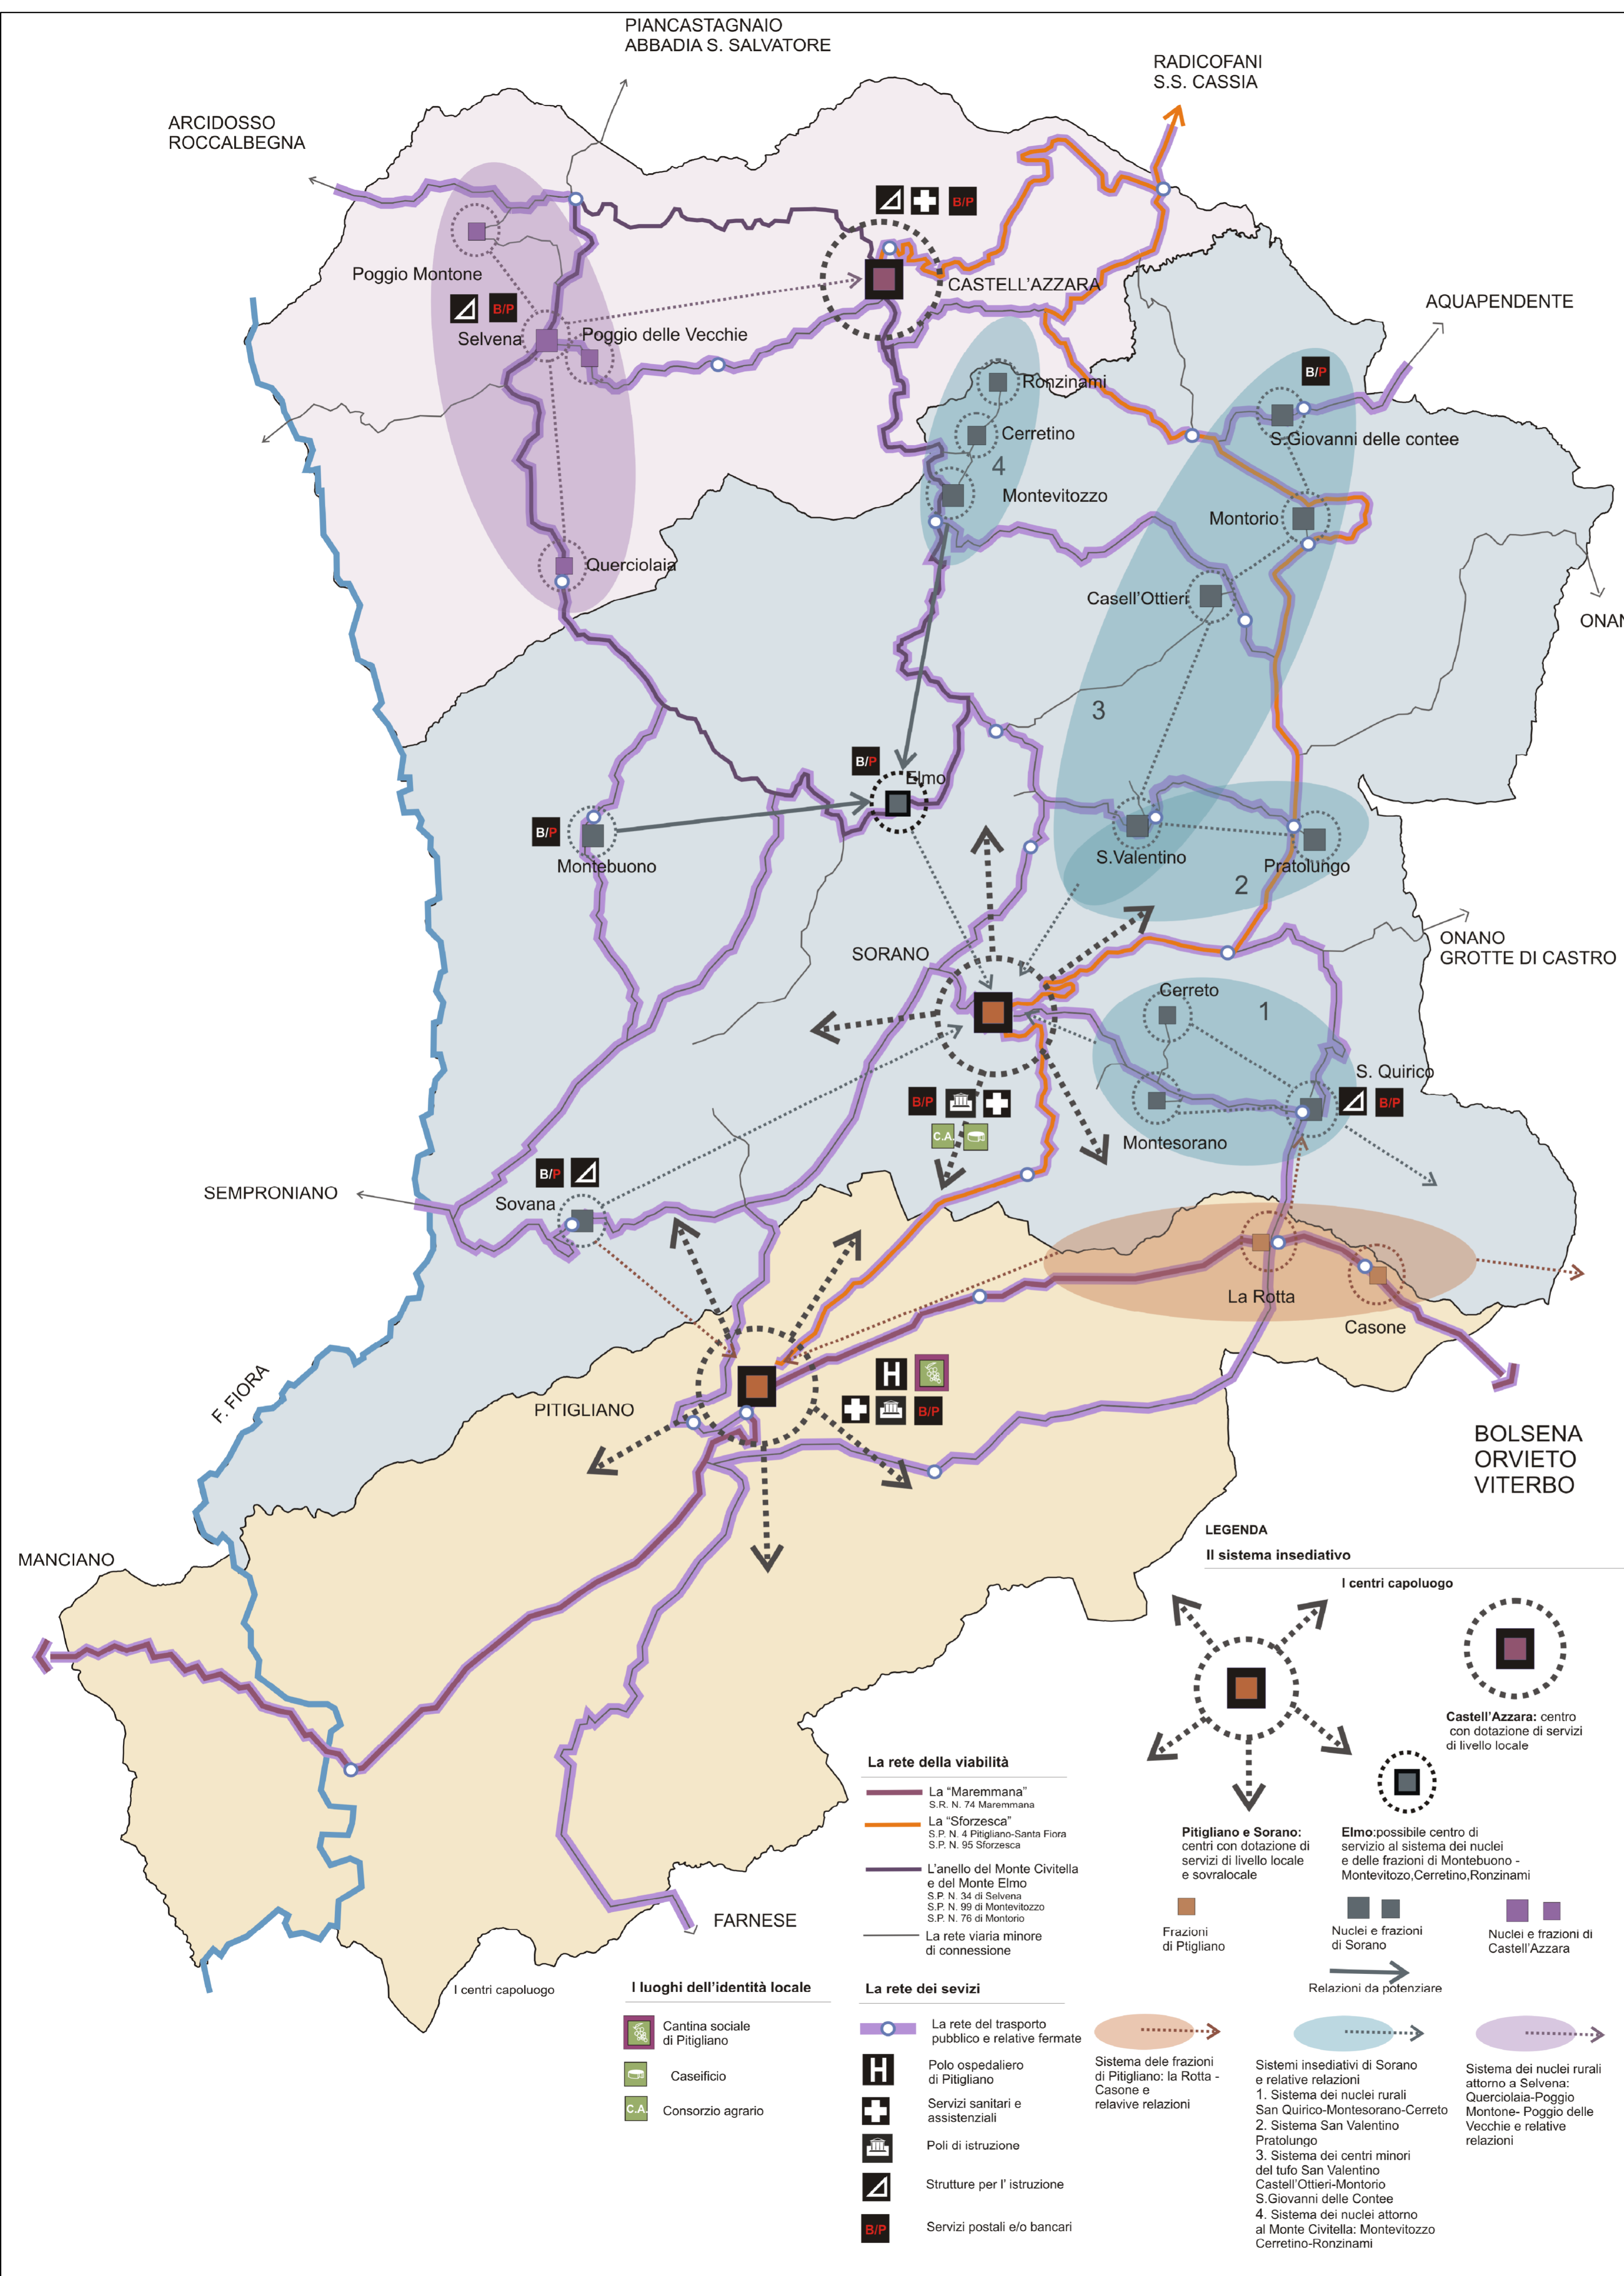 PIANCASTAGNAIO
ABBADIA S. SALVATORE
RADICOFANI
S.S. CASSIA
ARCIDOSSO
ROCCALBEGNA
B/P
Poggio Montone
CASTELL'AZZARA
AQUAPENDENTE
B/P
Selvena
Poggio delle Vecchie
B/P
Ronzinami
Cerretino
S.Giovanni delle contee
4
Montevitozzo
Montorio
Querciolaia
Casell'Ottieri
ONAN
3
B/P
Elmo
B/P
Montebuono
S.Valentino
Pratolungo
2
SORANO
ONANO
GROTTE DI CASTRO
Cerreto
1
S. Quirico
B/P
B/P
C.A.
Montesorano
B/P
SEMPRONIANO
Sovana
La Rotta
Casone
F. FIORA
H
PITIGLIANO
B/P
BOLSENA
ORVIETO
VITERBO
MANCIANO
FARNESE
I centri capoluogo
LEGENDA
Il sistema insediativo
I centri capoluogo
Castell'Azzara: centro
con dotazione di servizi
di livello locale
Pitigliano e Sorano:
centri con dotazione di
servizi di livello locale
e sovralocale
Elmo:possibile centro di
servizio al sistema dei nuclei
e delle frazioni di Montebuono -
Montevitozo,Cerretino,Ronzinami
Frazioni
di Ptigliano
Nuclei e frazioni
di Sorano
Nuclei e frazioni di
Castell'Azzara
Relazioni da potenziare
La rete della viabilità
La “Maremmana”
S.R. N. 74 Maremmana
La “Sforzesca”
S.P. N. 4 Pitigliano-Santa Fiora
S.P. N. 95 Sforzesca
L'anello del Monte Civitella
e del Monte Elmo
S.P. N. 34 di Selvena
S.P. N. 99 di Montevitozzo
S.P. N. 76 di Montorio
La rete viaria minore
di connessione
I luoghi dell'identità locale
Cantina sociale
di Pitigliano
Caseificio
C.A.
Consorzio agrario
La rete dei sevizi
La rete del trasporto
pubblico e relative fermate
H
Polo ospedaliero
di Pitigliano
Servizi sanitari e
assistenziali
Poli di istruzione
Strutture per l' istruzione
B/P
Servizi postali e/o bancari
Sistema dele frazioni
di Pitigliano: la Rotta -
Casone e
relavive relazioni
Sistemi insediativi di Sorano
e relative relazioni
1. Sistema dei nuclei rurali
San Quirico-Montesorano-Cerreto
2. Sistema San Valentino
Pratolungo
3. Sistema dei centri minori
del tufo San Valentino
Castell'Ottieri-Montorio
S.Giovanni delle Contee
4. Sistema dei nuclei attorno
al Monte Civitella: Montevitozzo
Cerretino-Ronzinami
Sistema dei nuclei rurali
attorno a Selvena:
Querciolaia-Poggio
Montone- Poggio delle
Vecchie e relative
relazioni